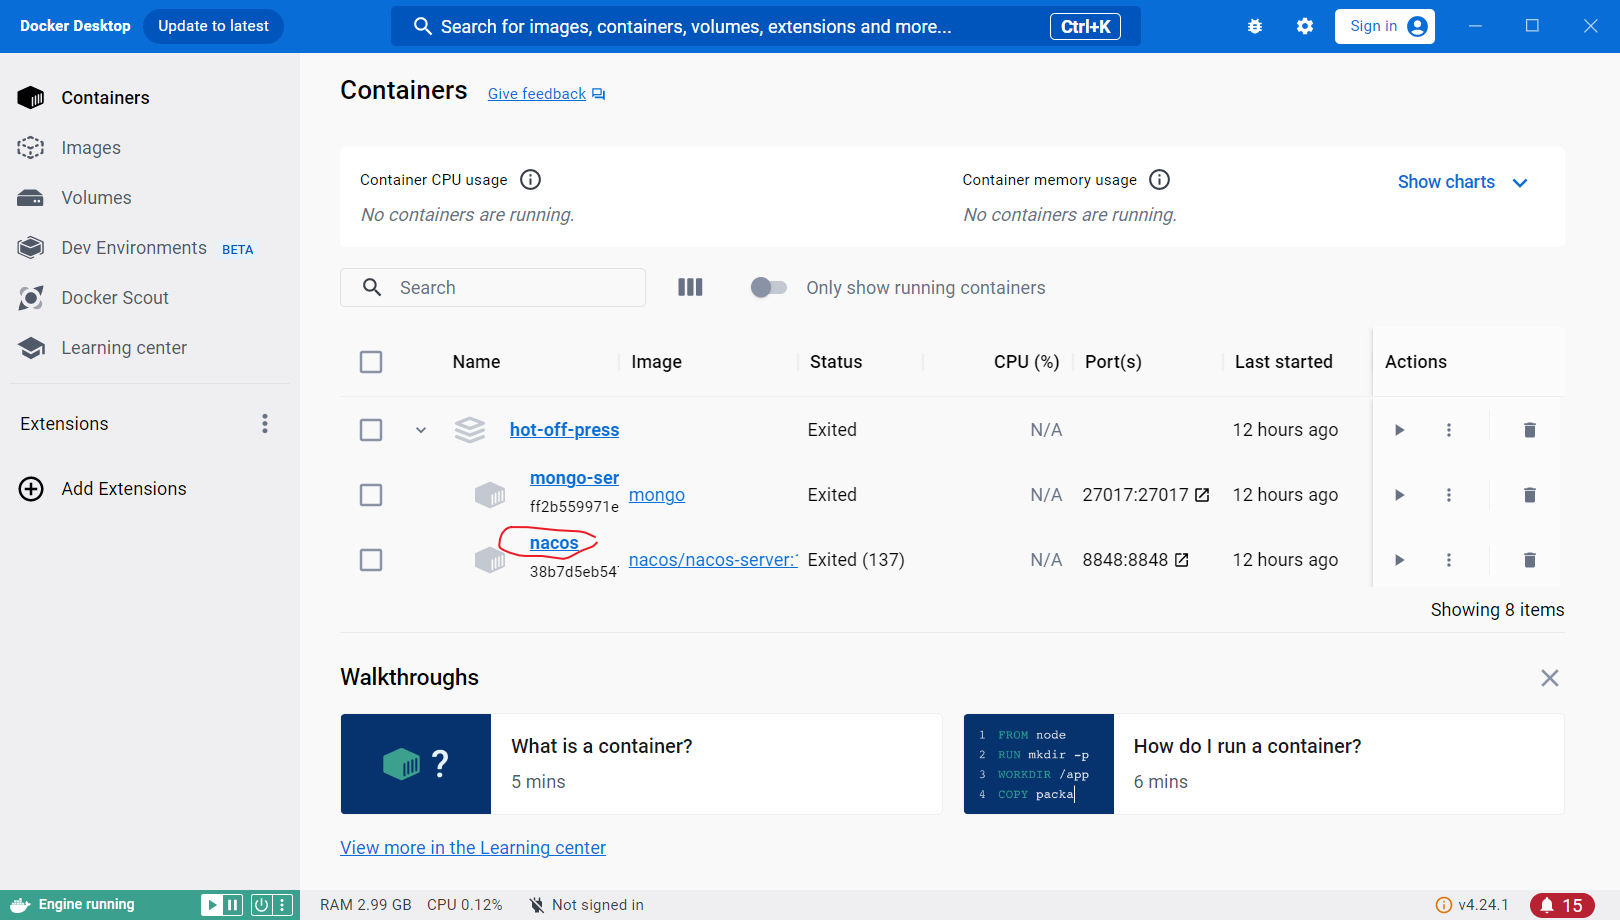 Docker Desktop Update to latest Search for images, containers, volumes, extensions and more... Ctrl+K Sign in
Containers
Images
Volumes
Dev Environments BETA
Docker Scout
Learning center
Extensions
Add Extensions
Containers Give feedback
Container CPU usage
No containers are running.
Container memory usage
No containers are running.
Show charts
Search Only show running containers
Name Image Status CPU (%) Port(s) Last started Actions
hot-off-press Exited N/A 12 hours ago
mongo-ser
ff2b559971e
mongo Exited N/A 27017:27017 12 hours ago
nacos
38b7d5eb54
nacos/nacos-server: Exited (137) N/A 8848:8848 12 hours ago
Showing 8 items
Walkthroughs
?
What is a container?
5 mins
1 FROM node
2 RUN mkdir -p
3 WORKDIR /app
4 COPY packa
How do I run a container?
6 mins
View more in the Learning center
Engine running RAM 2.99 GB CPU 0.12% Not signed in v4.24.1 15